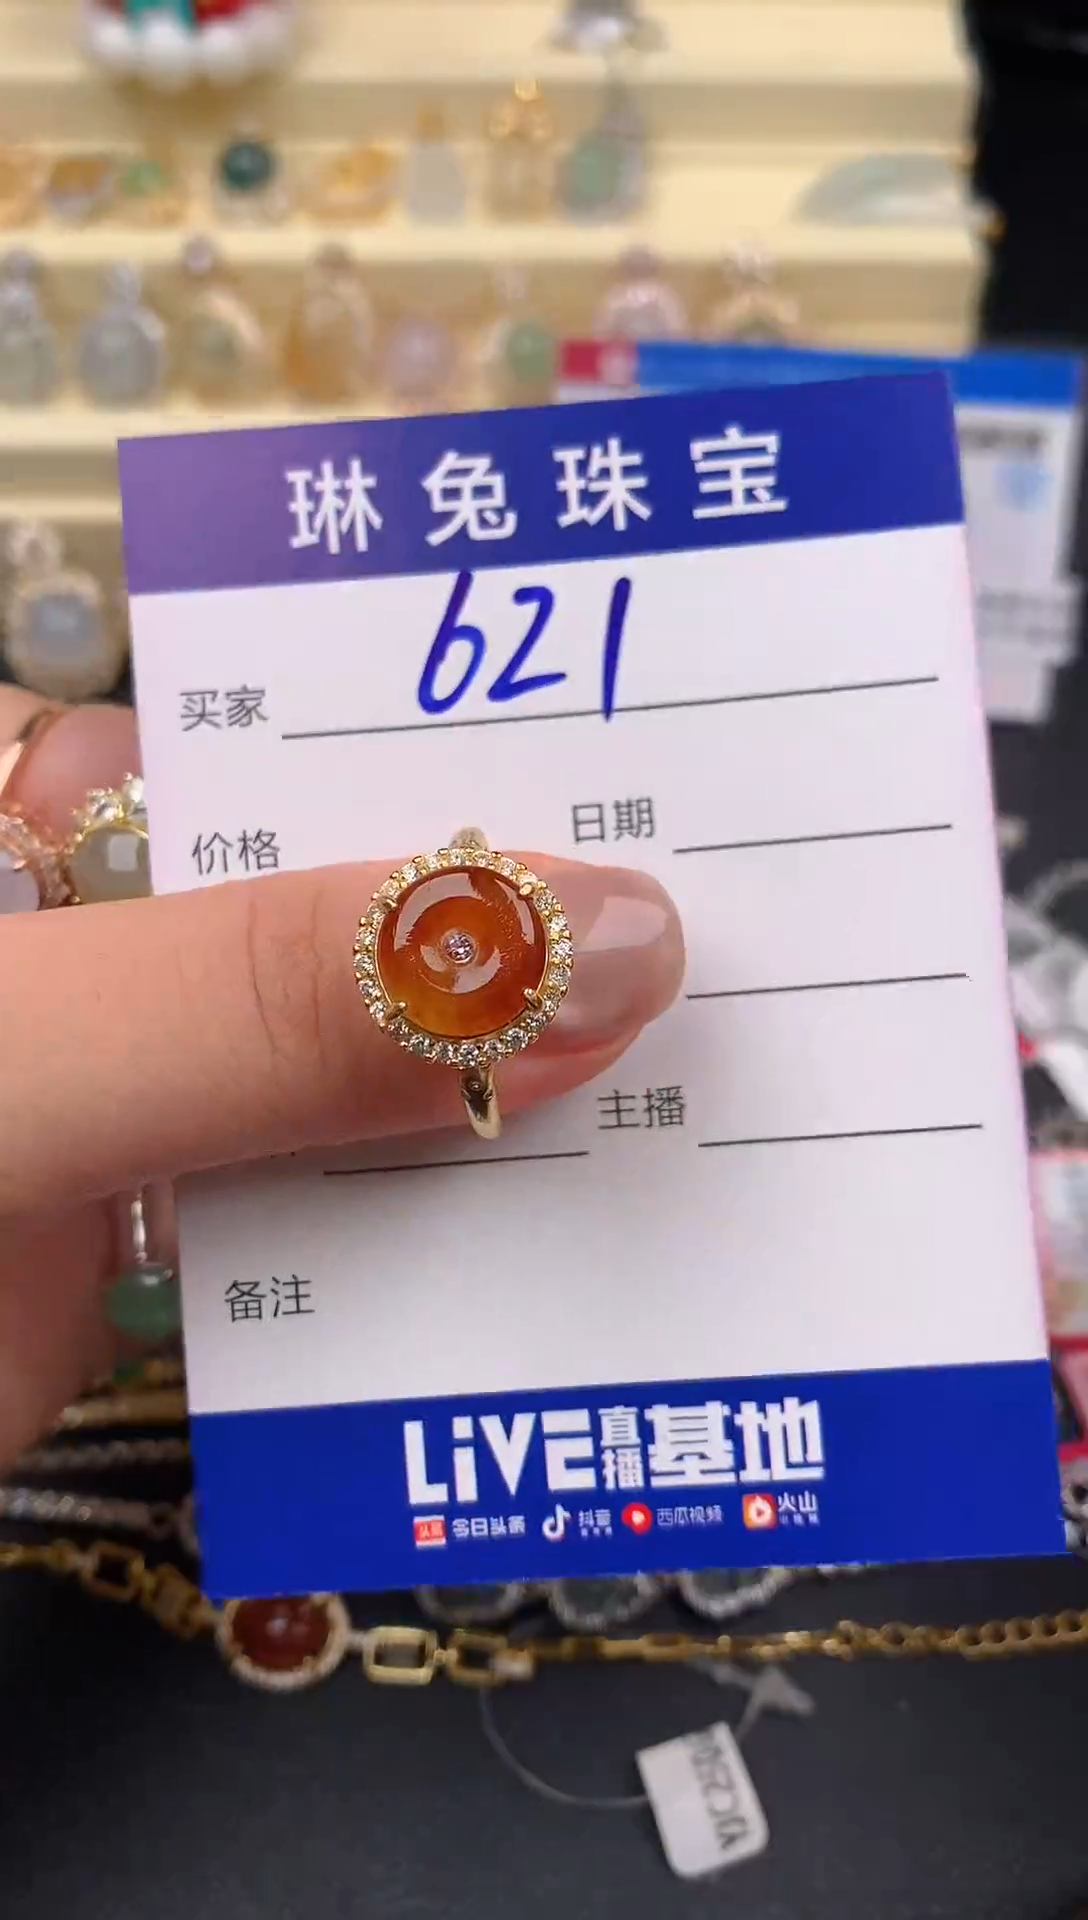 琳兔珠宝
买家 621
价格 日期
主播
备注
LiVE直播基地
今日头条 抖音 西瓜视频 火山